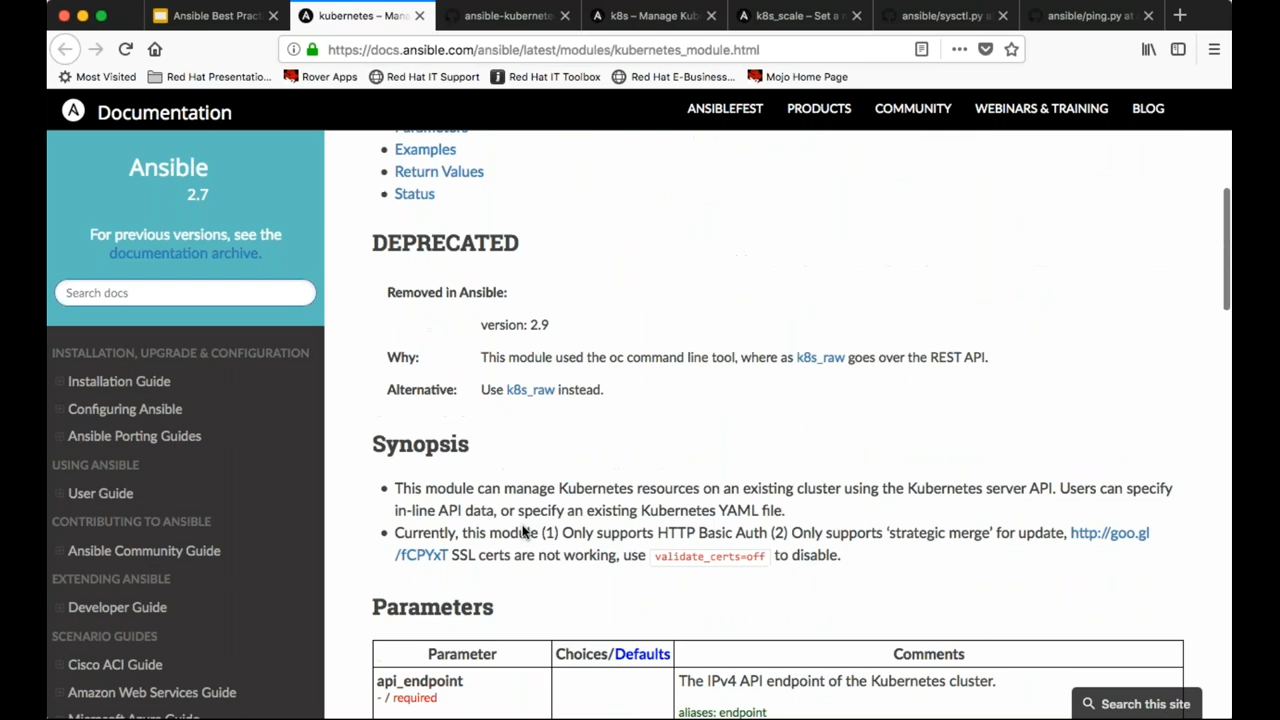 Ansible Best Practi
kubernetes – Mana
ansible-kubernete
k8s – Manage Kub
k8s_scale – Set a n
ansible/sysctl.py a
ansible/ping.py at
https://docs.ansible.com/ansible/latest/modules/kubernetes_module.html
Most Visited
Red Hat Presentatio...
Rover Apps
Red Hat IT Support
Red Hat IT Toolbox
Red Hat E-Business...
Mojo Home Page
Documentation
ANSIBLEFEST
PRODUCTS
COMMUNITY
WEBINARS & TRAINING
BLOG
Ansible
2.7
For previous versions, see the
documentation archive.
Search docs
INSTALLATION, UPGRADE & CONFIGURATION
Installation Guide
Configuring Ansible
Ansible Porting Guides
USING ANSIBLE
User Guide
CONTRIBUTING TO ANSIBLE
Ansible Community Guide
EXTENDING ANSIBLE
Developer Guide
SCENARIO GUIDES
Cisco ACI Guide
Amazon Web Services Guide
Microsoft Azure Guide
Parameters
Examples
Return Values
Status
DEPRECATED
Removed in Ansible:
version: 2.9
Why: This module used the oc command line tool, where as k8s_raw goes over the REST API.
Alternative: Use k8s_raw instead.
Synopsis
This module can manage Kubernetes resources on an existing cluster using the Kubernetes server API. Users can specify
in-line API data, or specify an existing Kubernetes YAML file.
Currently, this module (1) Only supports HTTP Basic Auth (2) Only supports 'strategic merge' for update, http://goo.gl
/fCPYxT SSL certs are not working, use validate_certs=off to disable.
Parameters
Parameter Choices/Defaults Comments
api_endpoint The IPv4 API endpoint of the Kubernetes cluster.
- / required
aliases: endpoint
Search this site